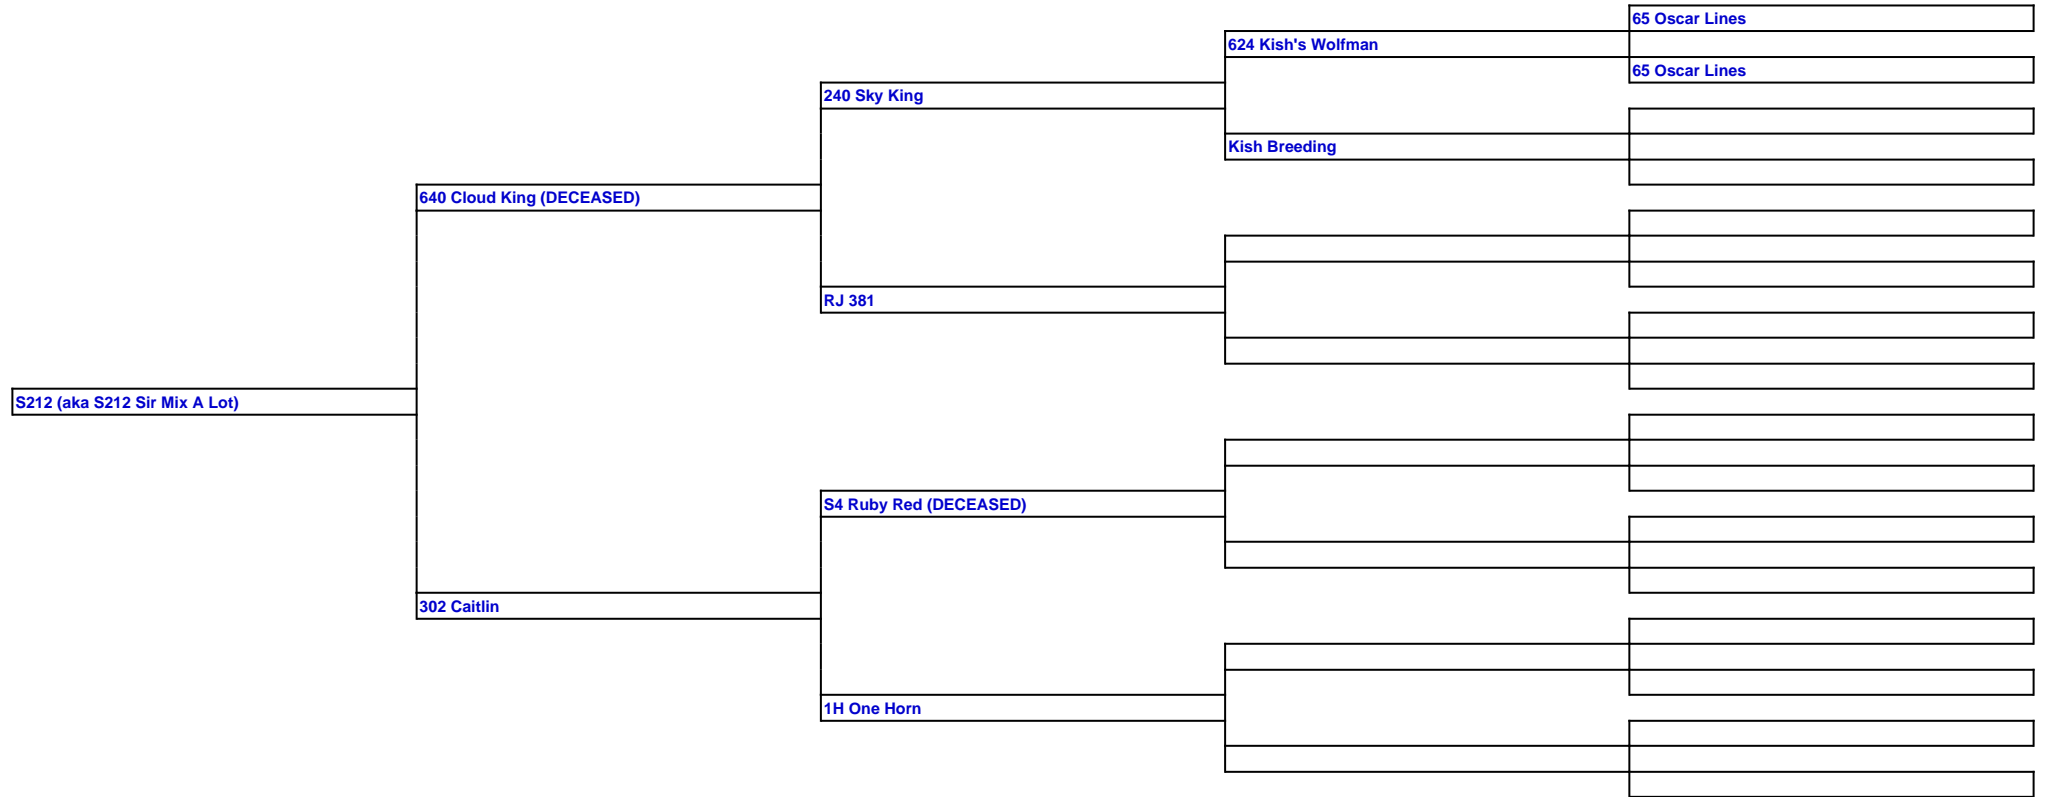 65 Oscar Lines
624 Kish's Wolfman
65 Oscar Lines
240 Sky King
Kish Breeding
640 Cloud King (DECEASED)
RJ 381
S212 (aka S212 Sir Mix A Lot)
S4 Ruby Red (DECEASED)
302 Caitlin
1H One Horn